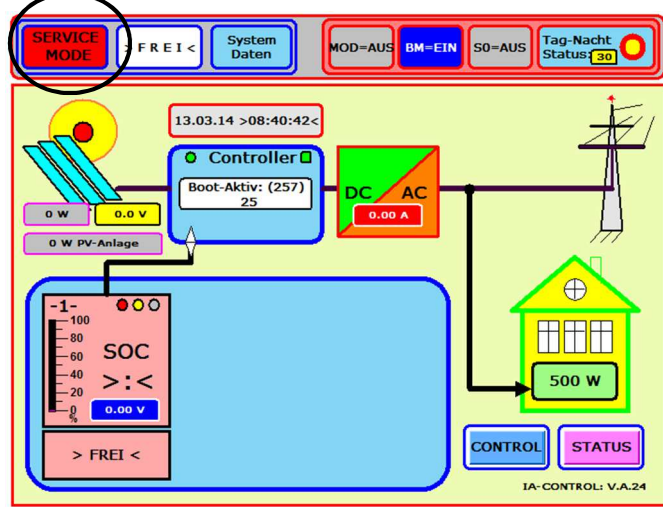 SERVICE
MODE
> F R E I <
System
Daten
MOD=AUS
BM=EIN
S0=AUS
Tag-Nacht
Status:
30
13.03.14 >08:40:42<
Controller
Boot-Aktiv: (257)
25
DC
AC
0.00 A
0 W
0.0 V
0 W PV-Anlage
-1-
100
80
60
40
20
0
%
SOC
>:<
0.00 V
> FREI <
500 W
CONTROL
STATUS
IA-CONTROL: V.A.24